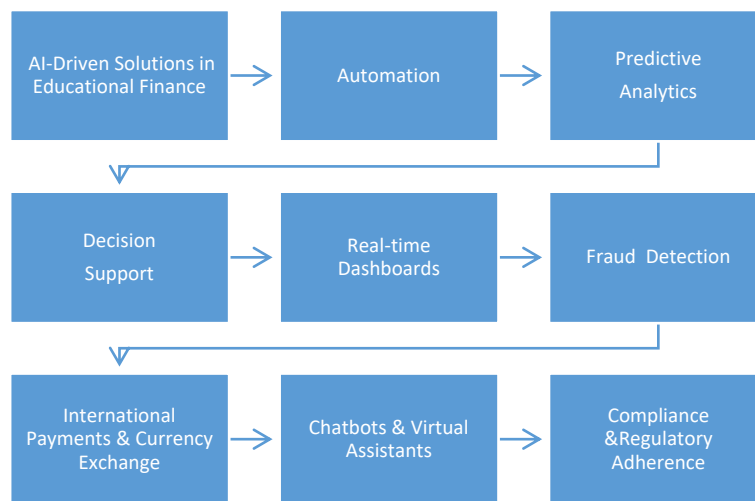 AI-Driven Solutions in
Educational Finance
Automation
Predictive
Analytics
Decision
Support
Real-time
Dashboards
Fraud  Detection
International
Payments & Currency
Exchange
Chatbots & Virtual
Assistants
Compliance
&Regulatory
Adherence